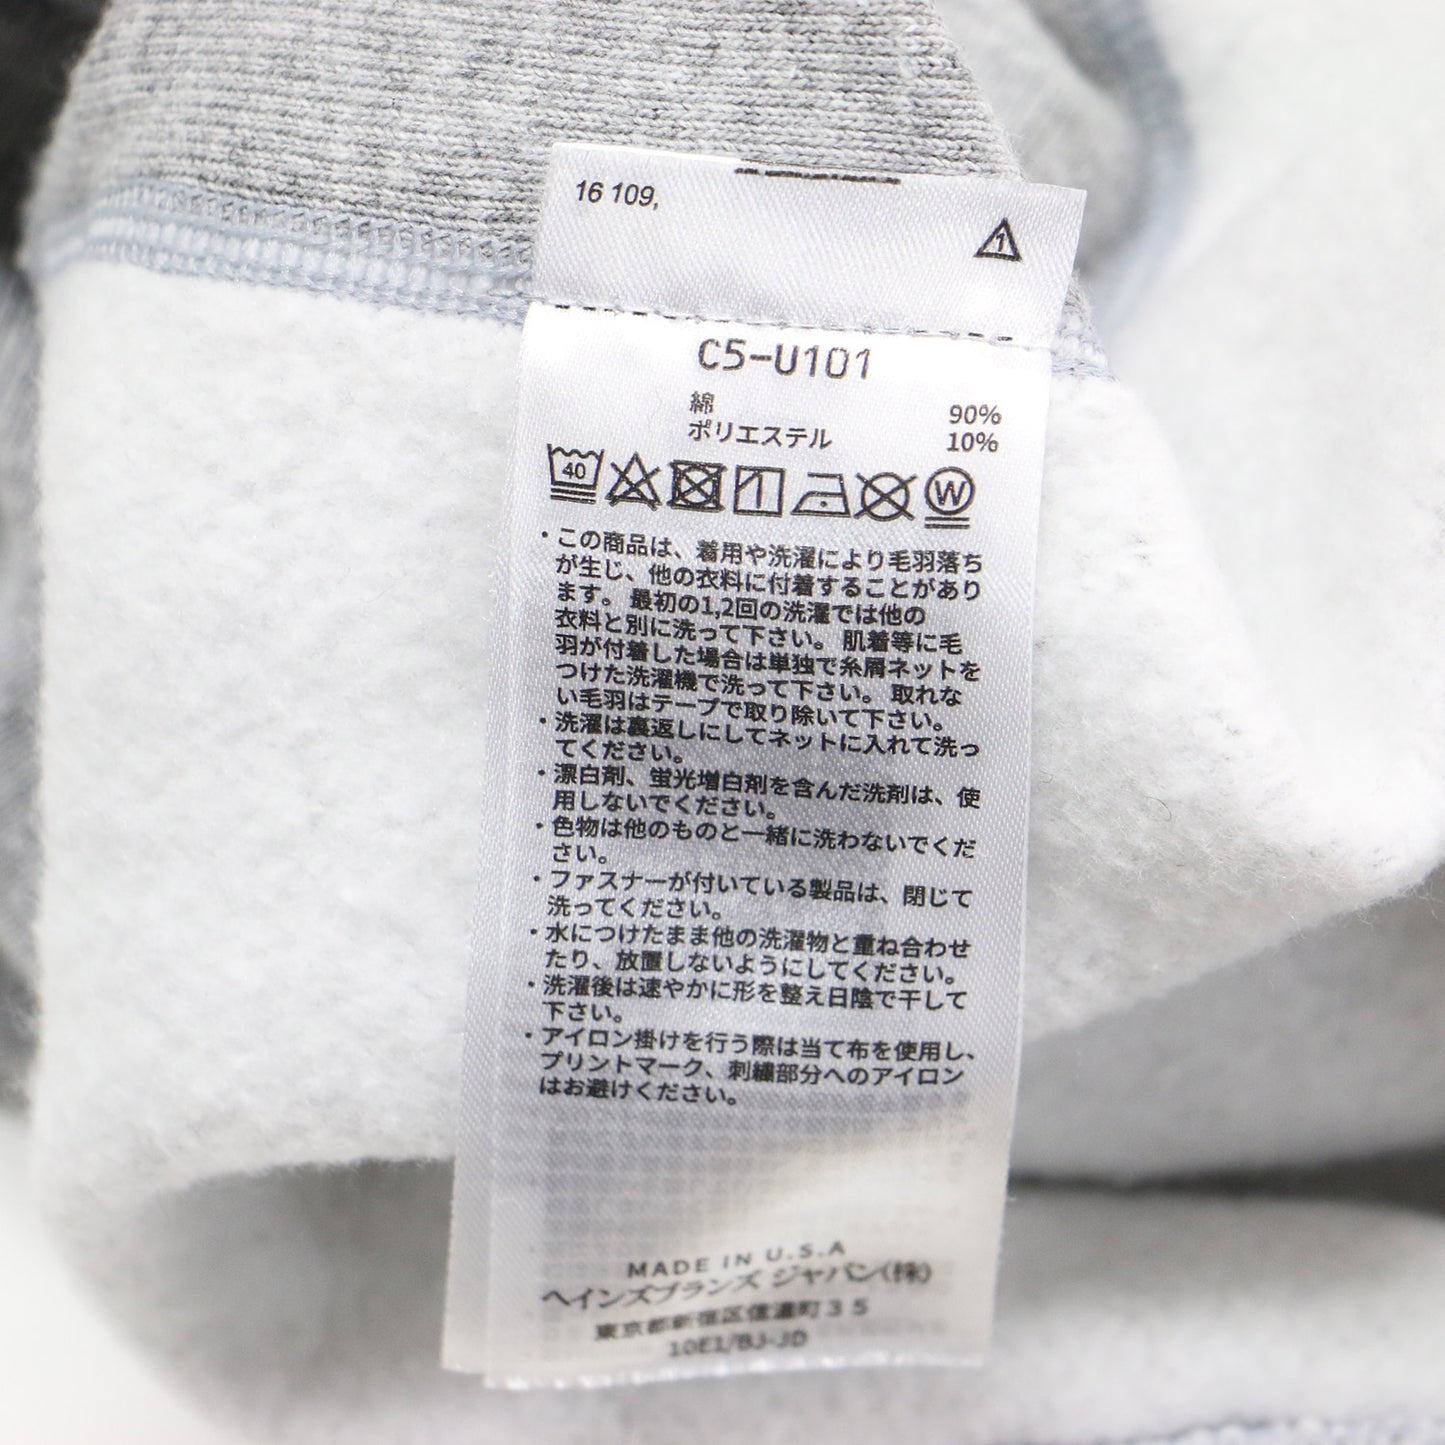 16 109,
1
C5-U101
綿 90%
ポリエステル 10%
40 W
・この商品は、着用や洗濯により毛羽落ち
が生じ、他の衣料に付着することがあり
ます。 最初の1,2回の洗濯では他の
衣料と別に洗って下さい。 肌着等に毛
羽が付着した場合は単独で糸屑ネットを
つけた洗濯機で洗って下さい。 取れな
い毛羽はテープで取り除いて下さい。
・洗濯は裏返しにしてネットに入れて洗っ
てください。
・漂白剤、蛍光増白剤を含んだ洗剤は、使
用しないでください。
・色物は他のものと一緒に洗わないでくだ
さい。
・ファスナーが付いている製品は、閉じて
洗ってください。
・水につけたまま他の洗濯物と重ね合わせ
たり、放置しないようにしてください。
・洗濯後は速やかに形を整え日陰で干して
下さい。
・アイロン掛けを行う際は当て布を使用し、
プリントマーク、刺繍部分へのアイロン
はお避けください。
MADE IN U.S.A
ヘインズブランズ ジャパン(株)
東京都新宿区信濃町３５
10E1/BJ-JD